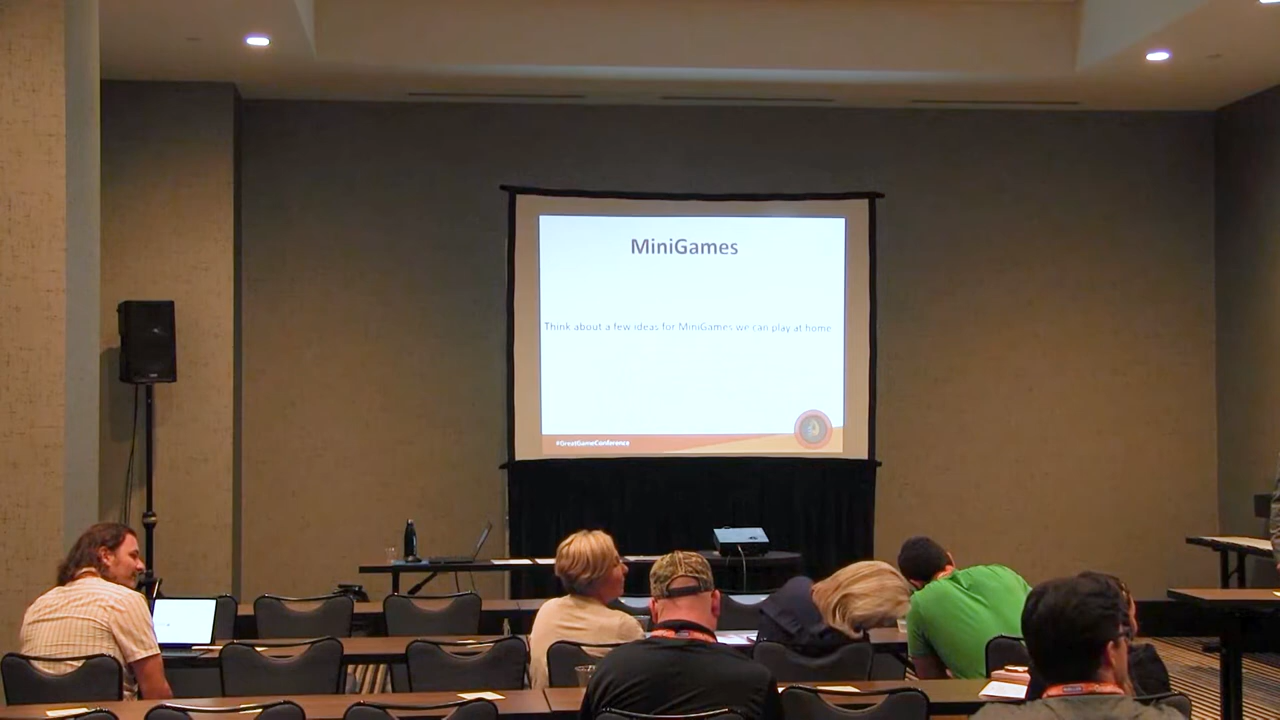 MiniGames
Think about a few ideas for MiniGames we can play at home
#GreatGameConference